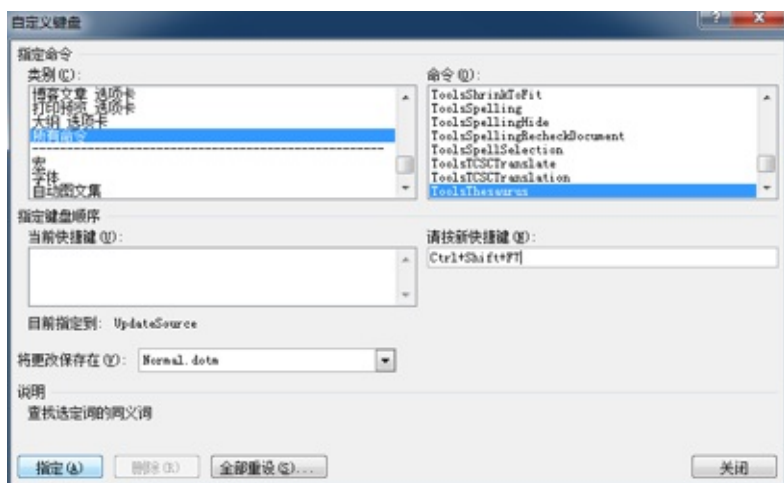 自定义键盘
指定命令
类别(C):
命令(O):
博客文章 选项卡
打印预览 选项卡
大纲 选项卡
所有命令
宏
字体
自动图文集
ToolsShrinkToFit
ToolsSpelling
ToolsSpellingHide
ToolsSpellingRecheckDocument
ToolsSpellSelection
ToolsTCSCTranslate
ToolsTCSCTranslation
ToolsThesaurus
指定键盘顺序
当前快捷键(U):
请按新快捷键(N):
Ctrl+Shift+F7
目前指定到: UpdateSource
将更改保存在(V): Normal.dotm
说明
查找选定词的同义词
指定(A) 删除(R) 全部重设(S)... 关闭